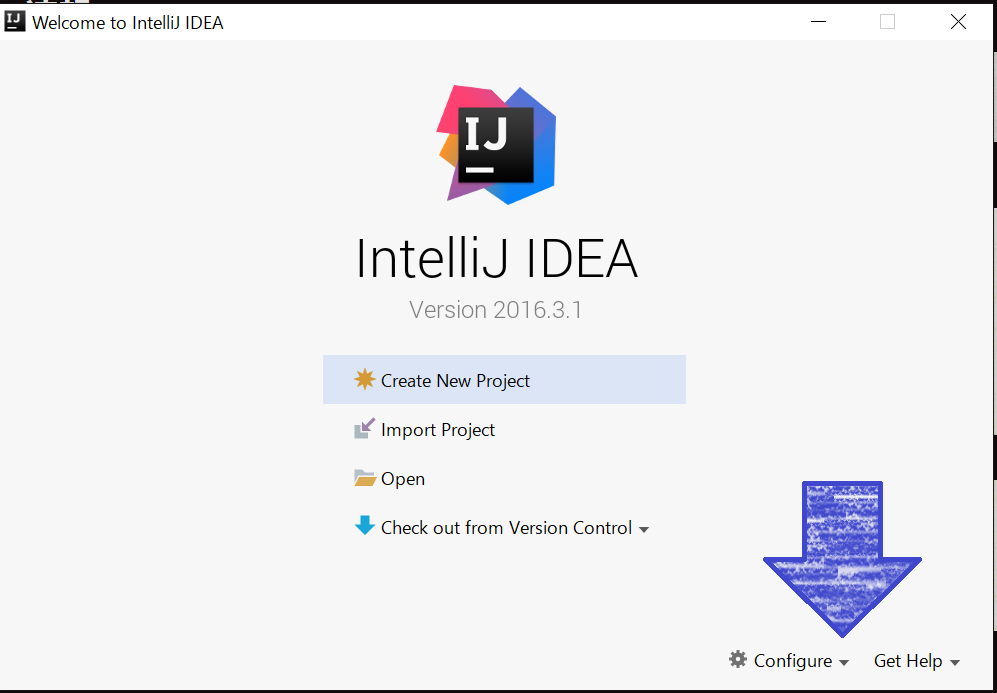 IJ Welcome to IntelliJ IDEA
IJ
IntelliJ IDEA
Version 2016.3.1
Create New Project
Import Project
Open
Check out from Version Control
Configure Get Help